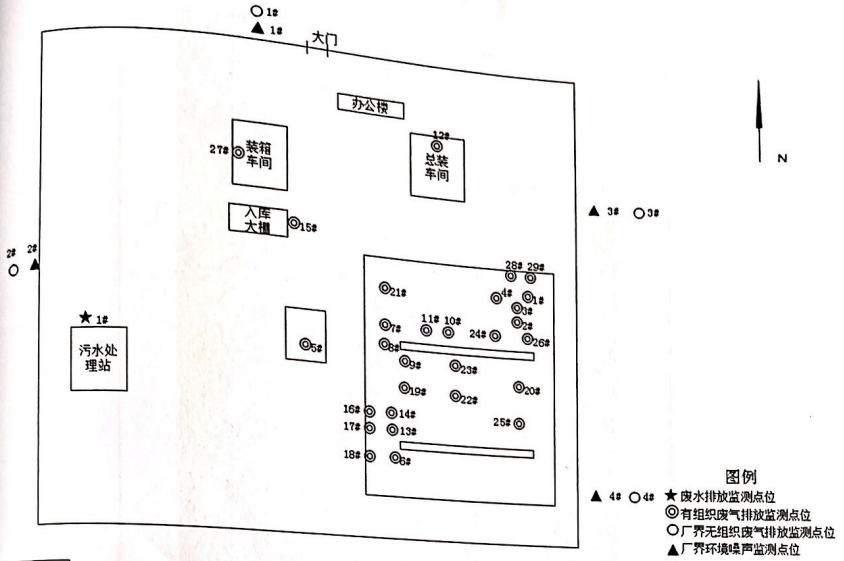 1#
1#
大门
办公楼
27#
装箱
车间
12#
总装
车间
N
入库
大棚
15#
3#
3#
2#
2#
28#
29#
21#
4#
1#
3#
2#
1#
7#
11#
10#
24#
26#
污水处
理站
5#
8#
9#
23#
19#
22#
20#
16#
14#
17#
13#
25#
18#
6#
图例
4#
4#
废水排放监测点位
有组织废气排放监测点位
厂界无组织废气排放监测点位
厂界环境噪声监测点位